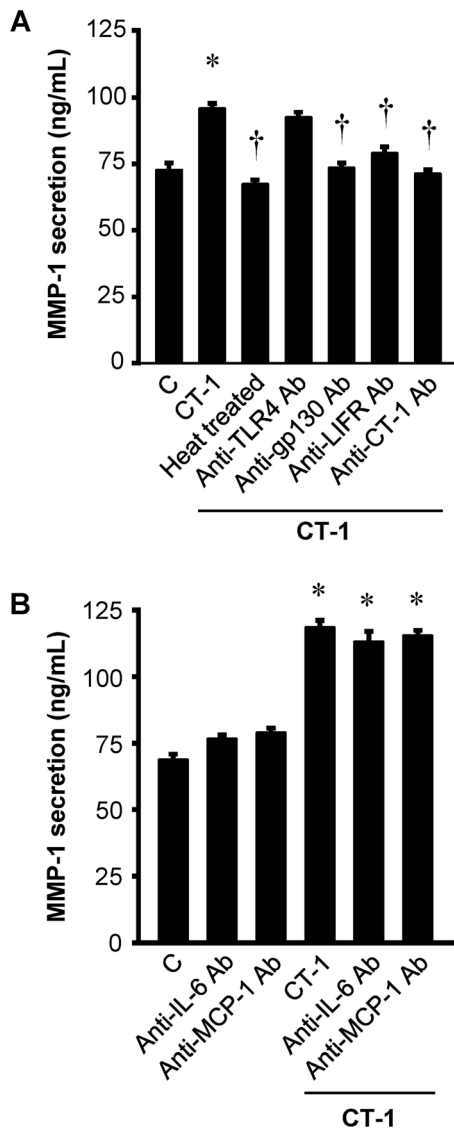 A
MMP-1 secretion (ng/mL)
125
100
75
50
25
0
*
†
†
†
†
C
CT-1
Heat treated
Anti-TLR4 Ab
Anti-gp130 Ab
Anti-LIFR Ab
Anti-CT-1 Ab
CT-1
B
MMP-1 secretion (ng/mL)
125
100
75
50
25
0
*
*
*
C
Anti-IL-6 Ab
Anti-MCP-1 Ab
CT-1
Anti-IL-6 Ab
Anti-MCP-1 Ab
CT-1